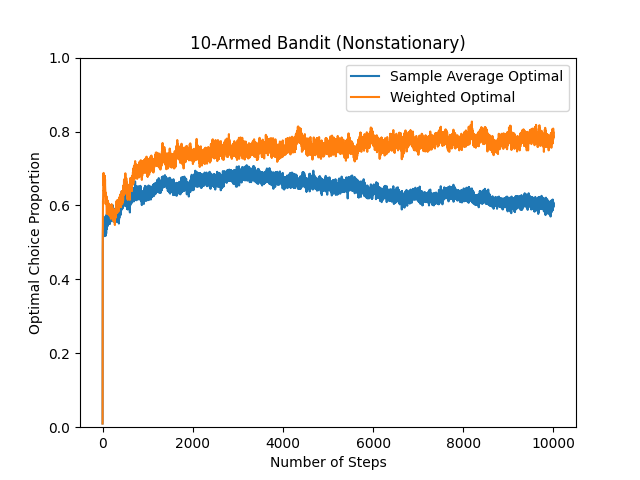 10-Armed Bandit (Nonstationary)
1.0
0.8
0.6
0.4
0.2
0.0
Optimal Choice Proportion
Sample Average Optimal
Weighted Optimal
0 2000 4000 6000 8000 10000
Number of Steps